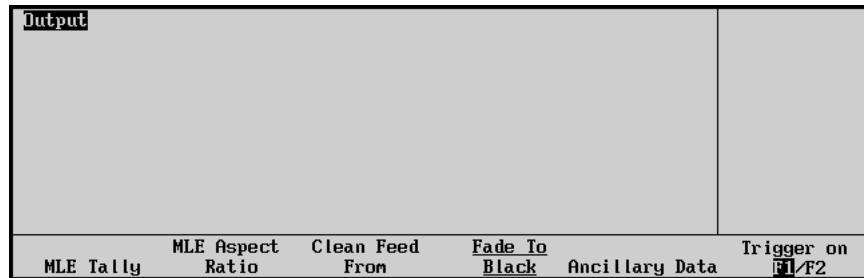 Output
MLE Tally
MLE Aspect
Ratio
Clean Feed
From
Fade To
Black
Ancillary Data
Trigger on
F1/F2